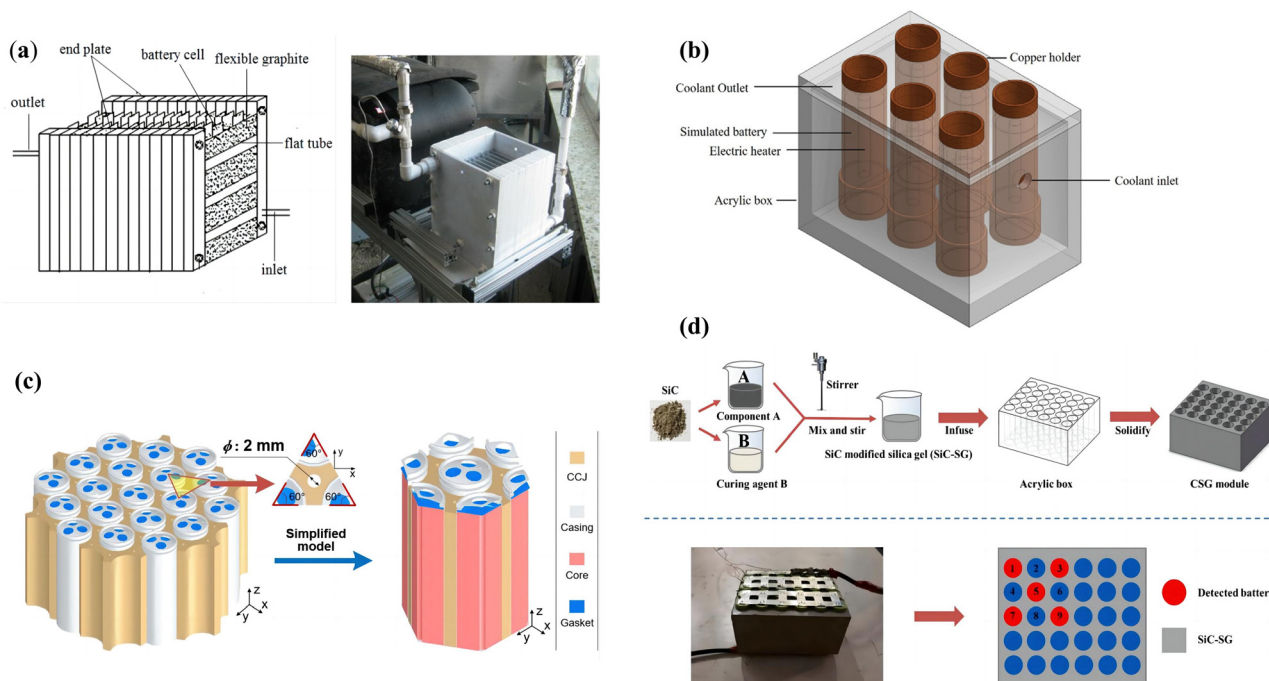 (a)
end plate
battery cell
flexible graphite
outlet
flat tube
inlet
(b)
Copper holder
Coolant Outlet
Simulated battery
Electric heater
Coolant inlet
Acrylic box
(c)
ϕ: 2 mm
60°
y
x
60°
60°
Simplified
model
z
x
y
z
x
y
CCJ
Casing
Core
Gasket
(d)
SiC
A
Component A
B
Curing agent B
Stirrer
Mix and stir
SiC modified silica gel (SiC-SG)
Infuse
Acrylic box
Solidify
CSG module
1 2 3
4 5 6
7 8 9
Detected batter
SiC-SG